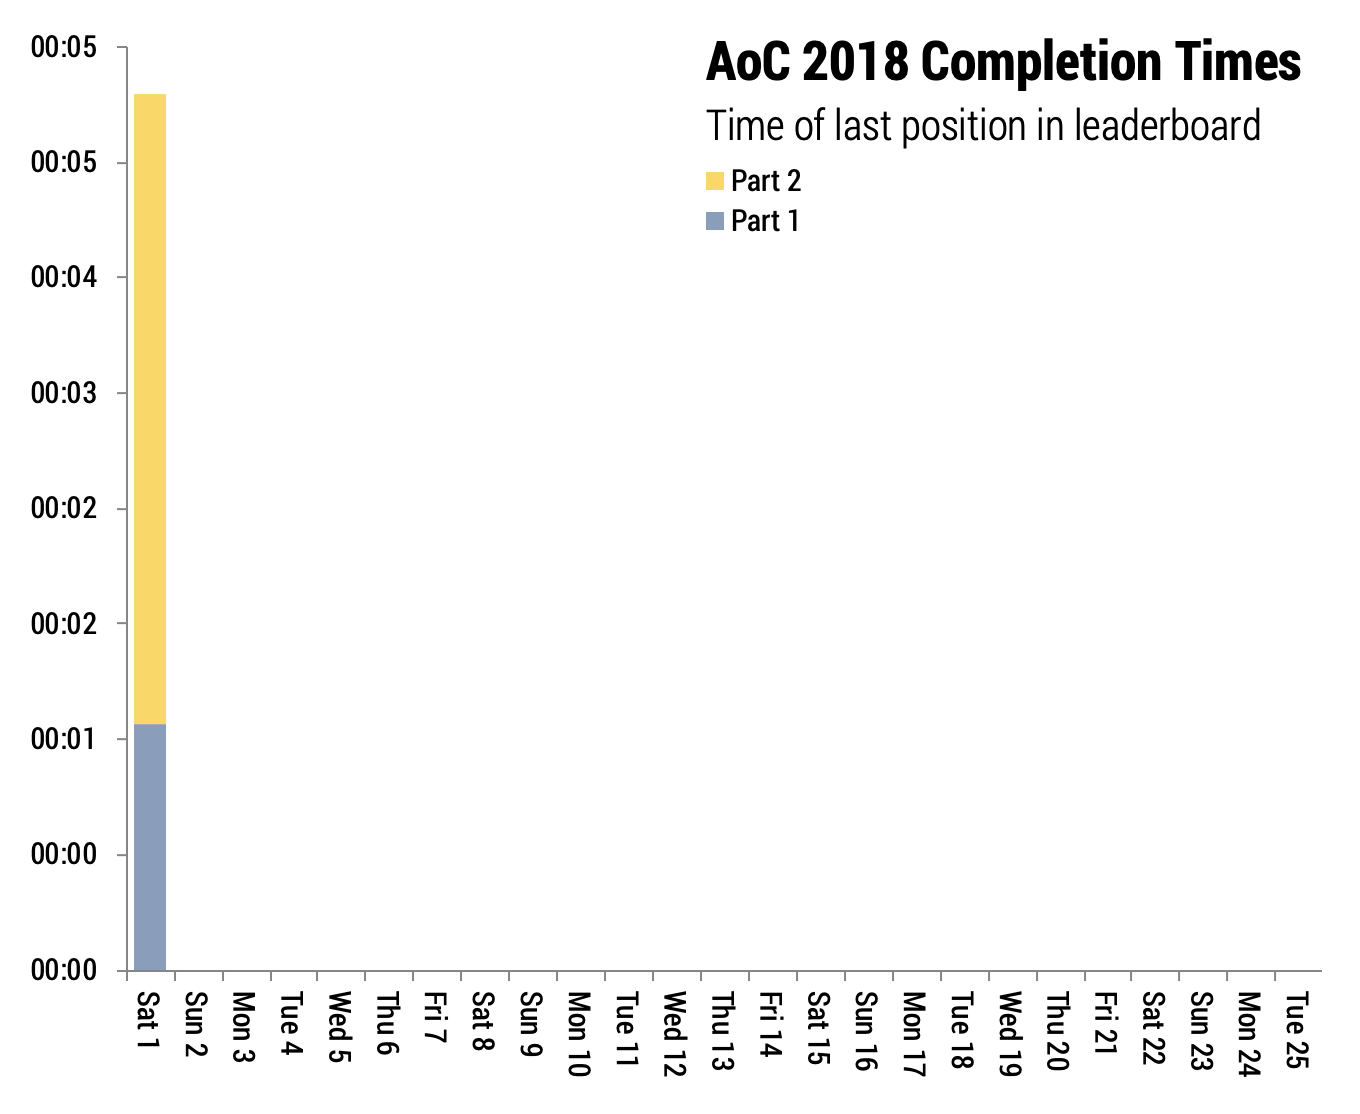 AoC 2018 Completion Times
Time of last position in leaderboard
Part 2
Part 1
00:05
00:05
00:04
00:03
00:02
00:02
00:01
00:00
00:00
Sat 1
Sun 2
Mon 3
Tue 4
Wed 5
Thu 6
Fri 7
Sat 8
Sun 9
Mon 10
Tue 11
Wed 12
Thu 13
Fri 14
Sat 15
Sun 16
Mon 17
Tue 18
Wed 19
Thu 20
Fri 21
Sat 22
Sun 23
Mon 24
Tue 25